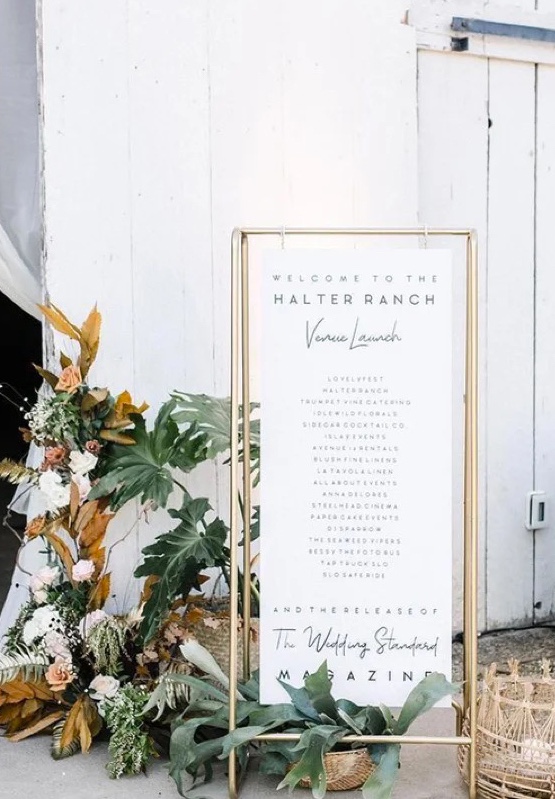 WELCOME TO THE
HALTER RANCH
Venue Launch
LOVELYFEST
HALTER RANCH
TRUMPET VINE CATERING
IDLEWILD FLORALS
SIDECAR COCKTAIL CO.
ISLAY EVENTS
AVENUE 12 RENTALS
BLUSH FINE LINENS
LA TAVOLA LINEN
ALL ABOUT EVENTS
ANNA DELORES
STEELHEAD CINEMA
PAPER CAKE EVENTS
DJ SPARROW
THE SEAWEED VIPERS
BESSY THE FOTO BUS
TAP TRUCK SLO
SLO SAFE RIDE
AND THE RELEASE OF
The Wedding Standard
MAGAZINE